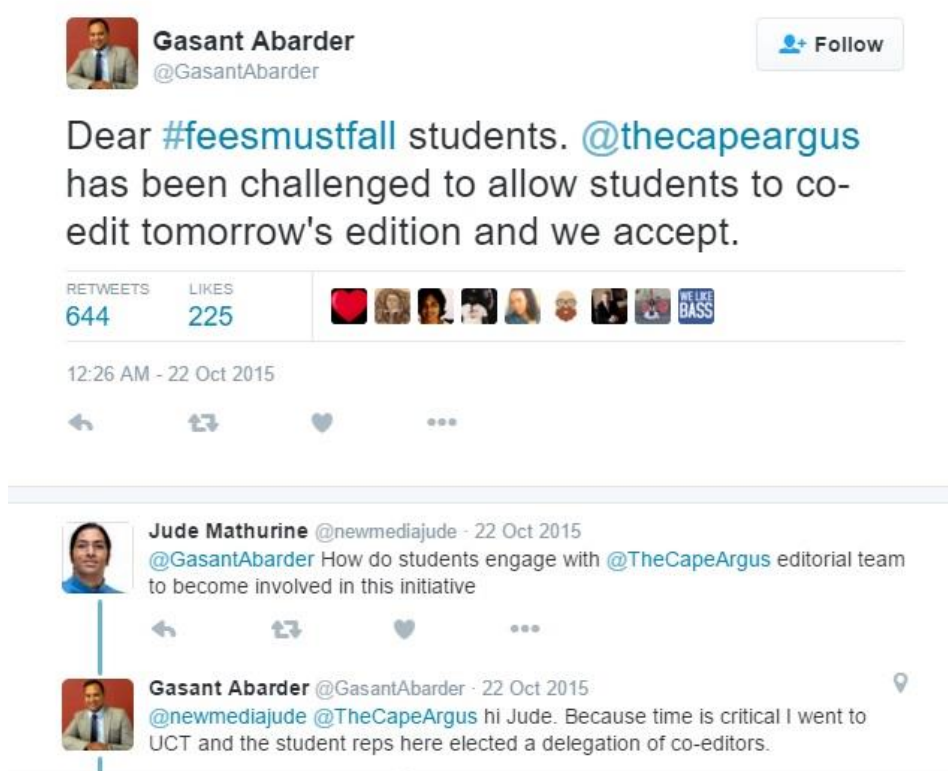 Gasant Abarder
@GasantAbarder
Follow
Dear #feesmustfall students. @thecapeargus
has been challenged to allow students to co-
edit tomorrow's edition and we accept.
RETWEETS LIKES
644 225
WE LIKE
BASS
12:26 AM - 22 Oct 2015
Jude Mathurine @newmediajude · 22 Oct 2015
@GasantAbarder How do students engage with @TheCapeArgus editorial team
to become involved in this initiative
Gasant Abarder @GasantAbarder · 22 Oct 2015
@newmediajude @TheCapeArgus hi Jude. Because time is critical I went to
UCT and the student reps here elected a delegation of co-editors.